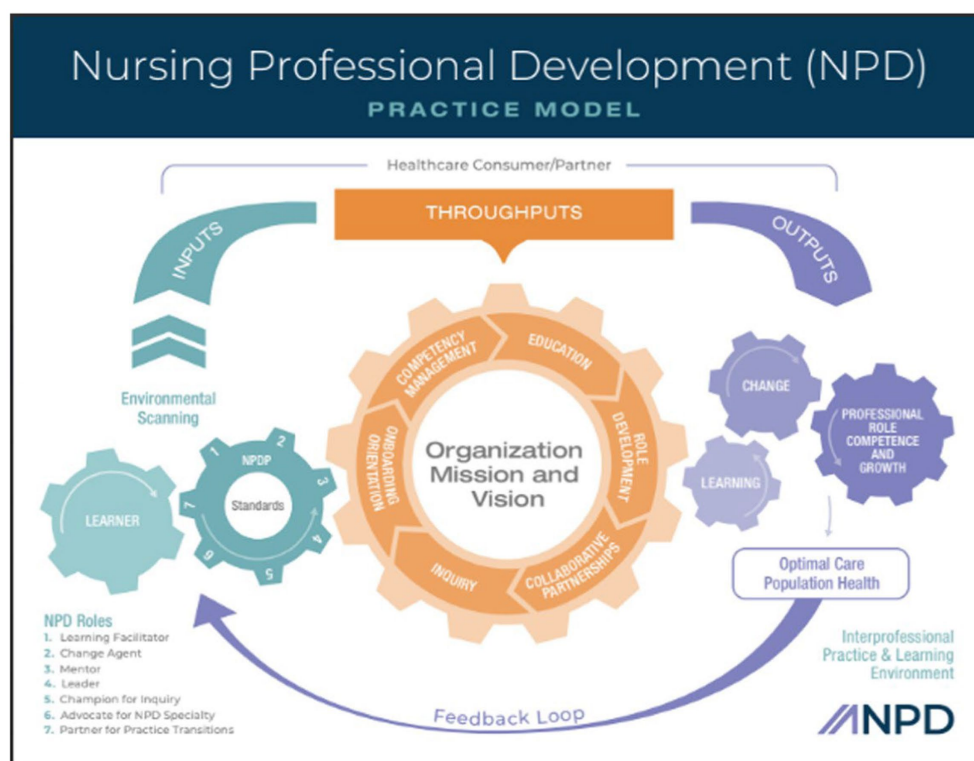 Nursing Professional Development (NPD)
PRACTICE MODEL
Healthcare Consumer/Partner
INPUTS
THROUGHPUTS
OUTPUTS
Environmental
Scanning
LEARNER
NPDP
Standards
1
2
3
4
5
6
7
COMPETENCY
MANAGEMENT
EDUCATION
ROLE
DEVELOPMENT
COLLABORATIVE
PARTNERSHIPS
INQUIRY
ONBOARDING
ORIENTATION
Organization
Mission and
Vision
CHANGE
LEARNING
PROFESSIONAL
ROLE
COMPETENCE
AND
GROWTH
Optimal Care
Population Health
NPD Roles
1. Learning Facilitator
2. Change Agent
3. Mentor
4. Leader
5. Champion for Inquiry
6. Advocate for NPD Specialty
7. Partner for Practice Transitions
Feedback Loop
Interprofessional
Practice & Learning
Environment
ANPD